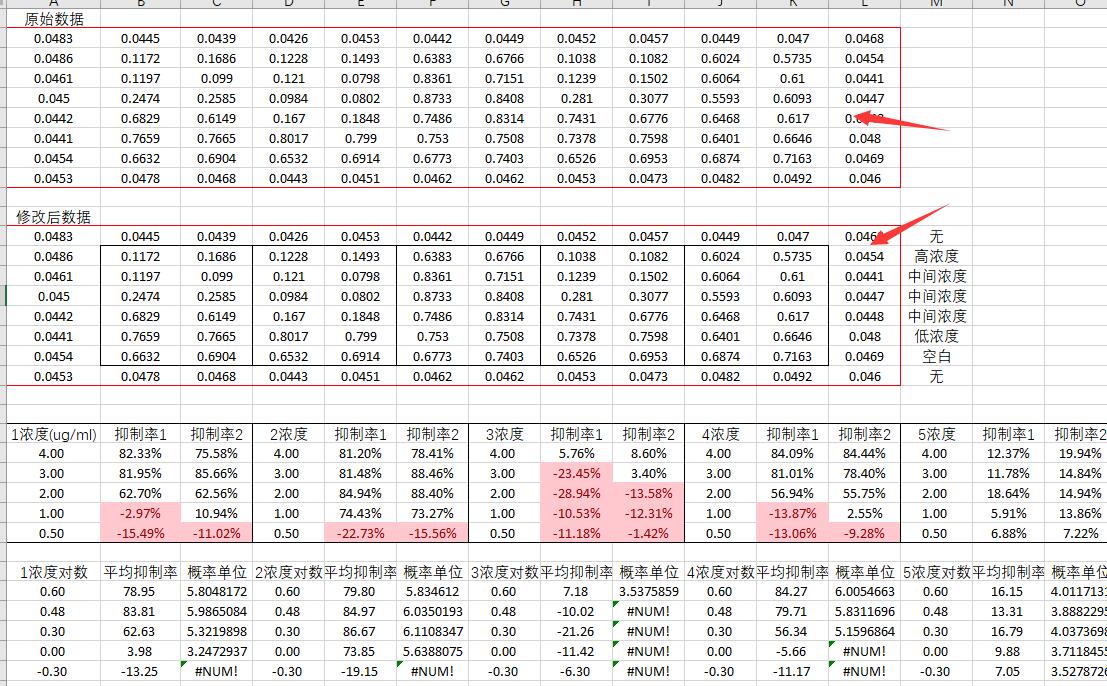 A B C D E F G H I J K L M N O
原始数据
0.0483 0.0445 0.0439 0.0426 0.0453 0.0442 0.0449 0.0452 0.0457 0.0449 0.047 0.0468
0.0486 0.1172 0.1686 0.1228 0.1493 0.6383 0.6766 0.1038 0.1082 0.6024 0.5735 0.0454
0.0461 0.1197 0.099 0.121 0.0798 0.8361 0.7151 0.1239 0.1502 0.6064 0.61 0.0441
0.045 0.2474 0.2585 0.0984 0.0802 0.8733 0.8408 0.281 0.3077 0.5593 0.6093 0.0447
0.0442 0.6829 0.6149 0.167 0.1848 0.7486 0.8314 0.7431 0.6776 0.6468 0.617
0.0441 0.7659 0.7665 0.8017 0.799 0.753 0.7508 0.7378 0.7598 0.6401 0.6646 0.048
0.0454 0.6632 0.6904 0.6532 0.6914 0.6773 0.7403 0.6526 0.6953 0.6874 0.7163 0.0469
0.0453 0.0478 0.0468 0.0443 0.0451 0.0462 0.0462 0.0453 0.0473 0.0482 0.0492 0.046
修改后数据
0.0483 0.0445 0.0439 0.0426 0.0453 0.0442 0.0449 0.0452 0.0457 0.0449 0.047 无
0.0486 0.1172 0.1686 0.1228 0.1493 0.6383 0.6766 0.1038 0.1082 0.6024 0.5735 0.0454 高浓度
0.0461 0.1197 0.099 0.121 0.0798 0.8361 0.7151 0.1239 0.1502 0.6064 0.61 0.0441 中间浓度
0.045 0.2474 0.2585 0.0984 0.0802 0.8733 0.8408 0.281 0.3077 0.5593 0.6093 0.0447 中间浓度
0.0442 0.6829 0.6149 0.167 0.1848 0.7486 0.8314 0.7431 0.6776 0.6468 0.617 0.0448 中间浓度
0.0441 0.7659 0.7665 0.8017 0.799 0.753 0.7508 0.7378 0.7598 0.6401 0.6646 0.048 低浓度
0.0454 0.6632 0.6904 0.6532 0.6914 0.6773 0.7403 0.6526 0.6953 0.6874 0.7163 0.0469 空白
0.0453 0.0478 0.0468 0.0443 0.0451 0.0462 0.0462 0.0453 0.0473 0.0482 0.0492 0.046 无
1浓度(ug/ml) 抑制率1 抑制率2 2浓度 抑制率1 抑制率2 3浓度 抑制率1 抑制率2 4浓度 抑制率1 抑制率2 5浓度 抑制率1 抑制率2
4.00 82.33% 75.58% 4.00 81.20% 78.41% 4.00 5.76% 8.60% 4.00 84.09% 84.44% 4.00 12.37% 19.94%
3.00 81.95% 85.66% 3.00 81.48% 88.46% 3.00 -23.45% 3.40% 3.00 81.01% 78.40% 3.00 11.78% 14.84%
2.00 62.70% 62.56% 2.00 84.94% 88.40% 2.00 -28.94% -13.58% 2.00 56.94% 55.75% 2.00 18.64% 14.94%
1.00 -2.97% 10.94% 1.00 74.43% 73.27% 1.00 -10.53% -12.31% 1.00 -13.87% 2.55% 1.00 5.91% 13.86%
0.50 -15.49% -11.02% 0.50 -22.73% -15.56% 0.50 -11.18% -1.42% 0.50 -13.06% -9.28% 0.50 6.88% 7.22%
1浓度对数 平均抑制率 概率单位 2浓度对数 平均抑制率 概率单位 3浓度对数 平均抑制率 概率单位 4浓度对数 平均抑制率 概率单位 5浓度对数 平均抑制率 概率单位
0.60 78.95 5.8048172 0.60 79.80 5.834612 0.60 7.18 3.5375859 0.60 84.27 6.0054663 0.60 16.15 4.011713
0.48 83.81 5.9865084 0.48 84.97 6.0350193 0.48 -10.02 #NUM! 0.48 79.71 5.8311696 0.48 13.31 3.888229
0.30 62.63 5.3219898 0.30 86.67 6.1108347 0.30 -21.26 #NUM! 0.30 56.34 5.1596864 0.30 16.79 4.037369
0.00 3.98 3.2472937 0.00 73.85 5.6388075 0.00 -11.42 #NUM! 0.00 -5.66 #NUM! 0.00 9.88 3.711845
-0.30 -13.25 #NUM! -0.30 -19.15 #NUM! -0.30 -6.30 #NUM! -0.30 -11.17 #NUM! -0.30 7.05 3.527872